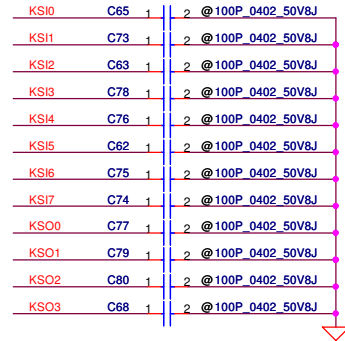 KSI0 C65 1 2 @100P_0402_50V8J
KSI1 C73 1 2 @100P_0402_50V8J
KSI2 C63 1 2 @100P_0402_50V8J
KSI3 C78 1 2 @100P_0402_50V8J
KSI4 C76 1 2 @100P_0402_50V8J
KSI5 C62 1 2 @100P_0402_50V8J
KSI6 C75 1 2 @100P_0402_50V8J
KSI7 C74 1 2 @100P_0402_50V8J
KSO0 C77 1 2 @100P_0402_50V8J
KSO1 C79 1 2 @100P_0402_50V8J
KSO2 C80 1 2 @100P_0402_50V8J
KSO3 C68 1 2 @100P_0402_50V8J